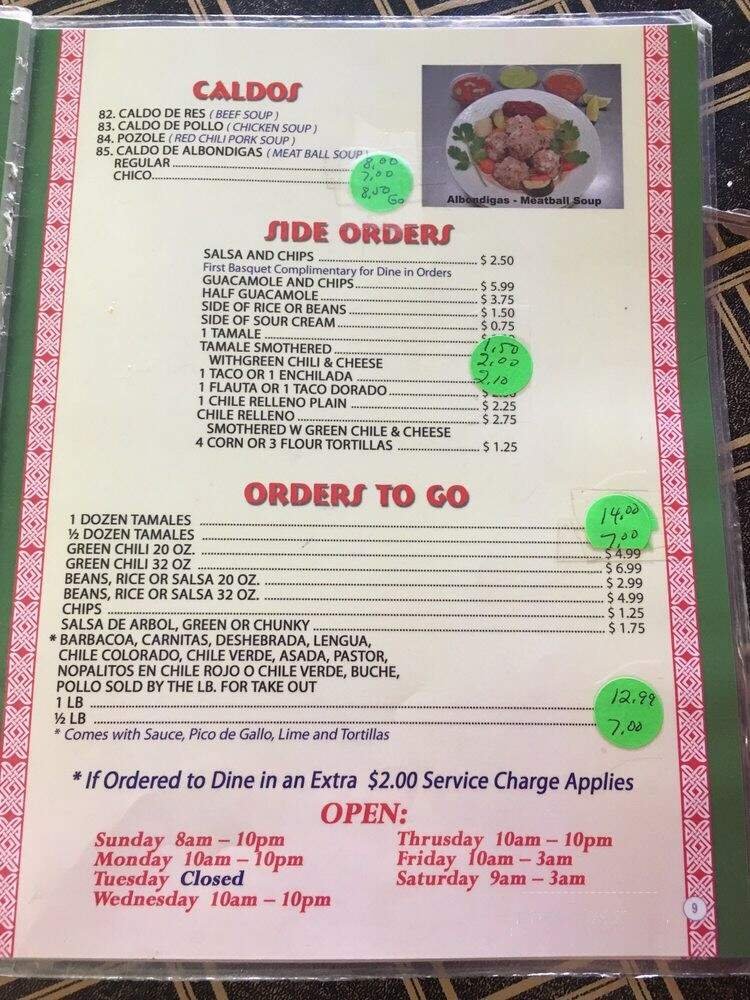 CALDOS
82. CALDO DE RES ( BEEF SOUP )
83. CALDO DE POLLO ( CHICKEN SOUP )
84. POZOLE ( RED CHILI PORK SOUP )
85. CALDO DE ALBONDIGAS ( MEAT BALL SOUP
REGULAR 8.00
CHICO 7.00
8.50 Go
Albondigas - Meatball Soup
SIDE ORDERS
SALSA AND CHIPS $ 2.50
First Basquet Complimentary for Dine in Orders
GUACAMOLE AND CHIPS $ 5.99
HALF GUACAMOLE $ 3.75
SIDE OF RICE OR BEANS $ 1.50
SIDE OF SOUR CREAM $ 0.75
1 TAMALE 1.50
TAMALE SMOTHERED 2.00
WITHGREEN CHILI & CHEESE
1 TACO OR 1 ENCHILADA 2.10
1 FLAUTA OR 1 TACO DORADO
1 CHILE RELLENO PLAIN $ 2.25
CHILE RELLENO $ 2.75
SMOTHERED W GREEN CHILE & CHEESE
4 CORN OR 3 FLOUR TORTILLAS $ 1.25
ORDERS TO GO
1 DOZEN TAMALES 14.00
½ DOZEN TAMALES 7.00
GREEN CHILI 20 OZ. $ 4.99
GREEN CHILI 32 OZ $ 6.99
BEANS, RICE OR SALSA 20 OZ. $ 2.99
BEANS, RICE OR SALSA 32 OZ. $ 4.99
CHIPS $ 1.25
SALSA DE ARBOL, GREEN OR CHUNKY $ 1.75
* BARBACOA, CARNITAS, DESHEBRADA, LENGUA,
CHILE COLORADO, CHILE VERDE, ASADA, PASTOR,
NOPALITOS EN CHILE ROJO O CHILE VERDE, BUCHE,
POLLO SOLD BY THE LB. FOR TAKE OUT
1 LB 12.99
½ LB 7.00
* Comes with Sauce, Pico de Gallo, Lime and Tortillas
* If Ordered to Dine in an Extra $2.00 Service Charge Applies
OPEN:
Sunday 8am – 10pm
Monday 10am – 10pm
Tuesday Closed
Wednesday 10am – 10pm
Thrusday 10am – 10pm
Friday 10am – 3am
Saturday 9am – 3am
9